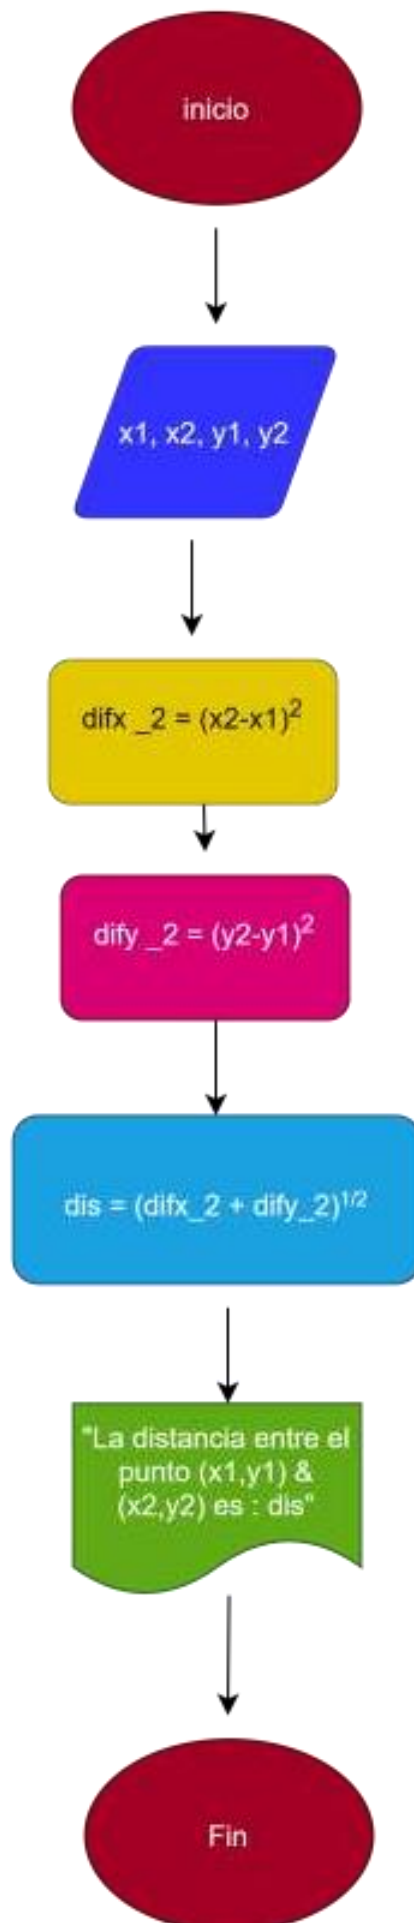 inicio
x1, x2, y1, y2
difx _2 = (x2-x1)²
dify _2 = (y2-y1)²
dis = (difx_2 + dify_2)^1/2
"La distancia entre el
punto (x1,y1) &
(x2,y2) es : dis"
Fin